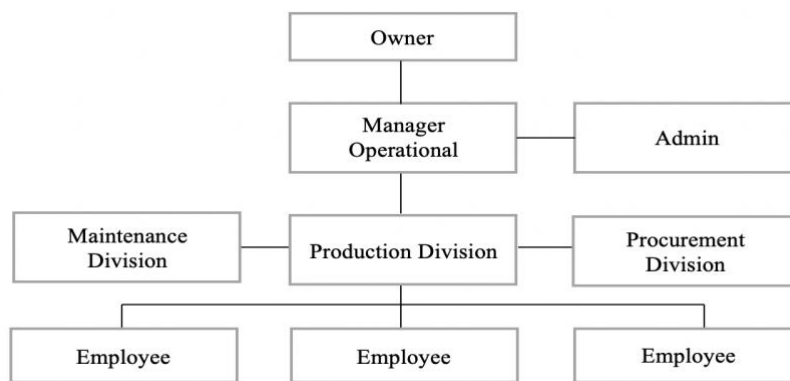 Owner
Manager
Operational
Admin
Maintenance
Division
Production Division
Procurement
Division
Employee
Employee
Employee